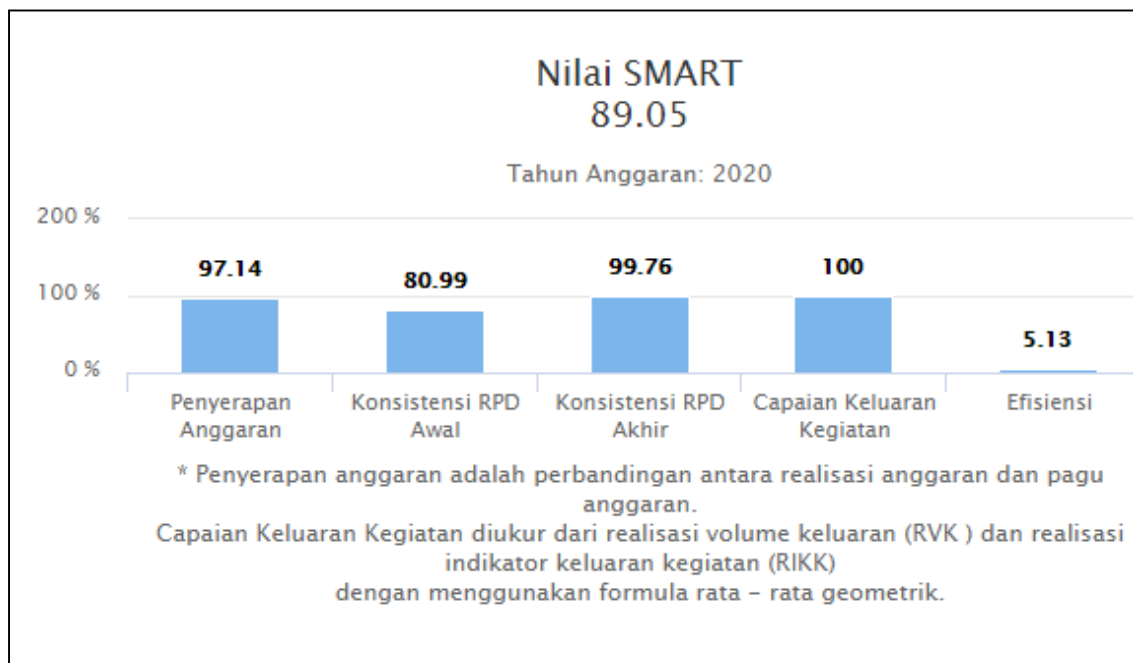 Nilai SMART
89.05
Tahun Anggaran: 2020
200 %
100 %
0 %
97.14
80.99
99.76
100
5.13
Penyerapan
Anggaran
Konsistensi RPD
Awal
Konsistensi RPD
Akhir
Capaian Keluaran
Kegiatan
Efisiensi
* Penyerapan anggaran adalah perbandingan antara realisasi anggaran dan pagu
anggaran.
Capaian Keluaran Kegiatan diukur dari realisasi volume keluaran (RVK ) dan realisasi
indikator keluaran kegiatan (RIKK)
dengan menggunakan formula rata – rata geometrik.